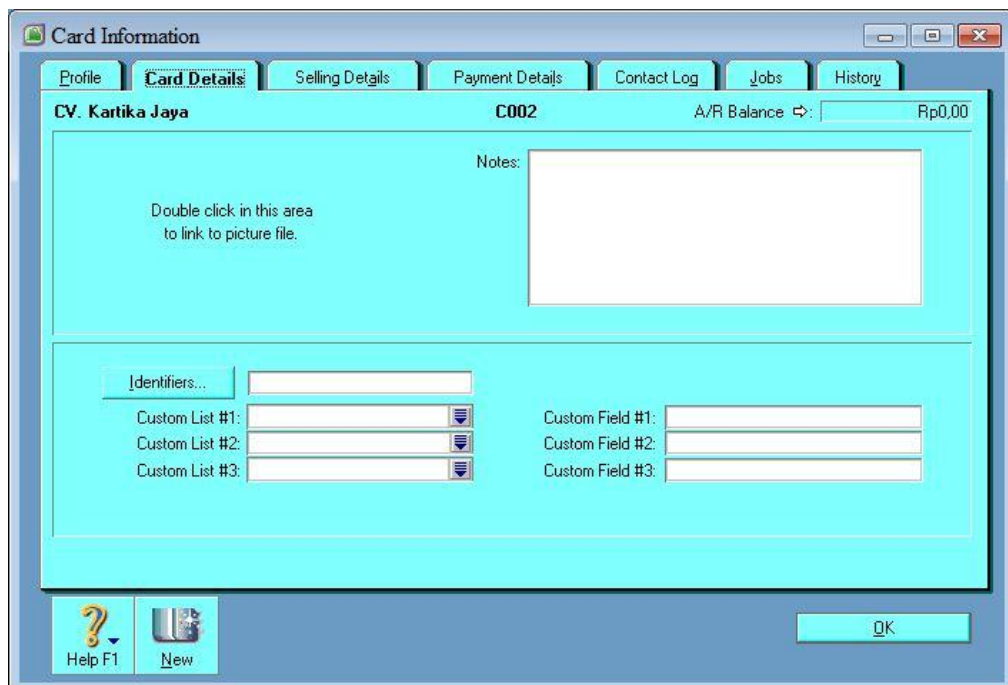 Card Information
Profile Card Details Selling Details Payment Details Contact Log Jobs History
CV. Kartika Jaya C002 A/R Balance ⇨: Rp0,00
Notes:
Double click in this area
to link to picture file.
Identifiers...
Custom List #1: Custom Field #1:
Custom List #2: Custom Field #2:
Custom List #3: Custom Field #3:
Help F1 New OK